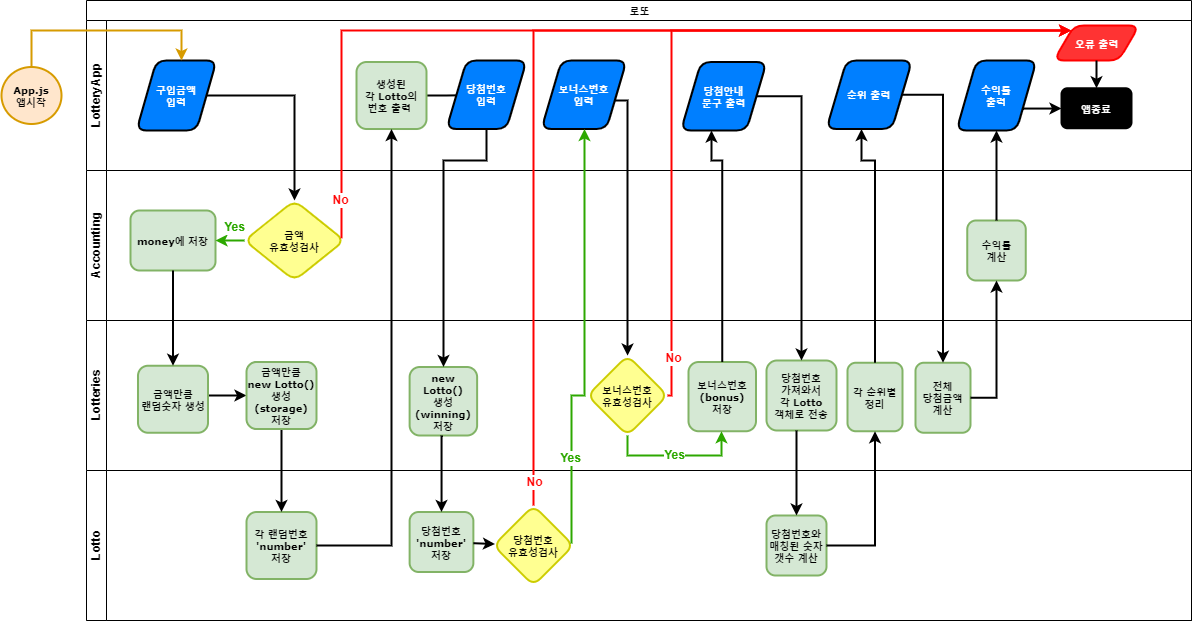 로또
App.js
앱시작
LotteryApp
구입금액
입력
생성된
각 Lotto의
번호 출력
당첨번호
입력
보너스번호
입력
당첨안내
문구 출력
순위 출력
수익률
출력
오류 출력
앱종료
Accounting
money에 저장
Yes
금액
유효성검사
No
수익률
계산
Lotteries
금액만큼
랜덤숫자 생성
금액만큼
new Lotto()
생성
(storage)
저장
new
Lotto()
생성
(winning)
저장
보너스번호
유효성검사
No
Yes
보너스번호
(bonus)
저장
당첨번호
가져와서
각 Lotto
객체로 전송
각 순위별
정리
전체
당첨금액
계산
Lotto
각 랜덤번호
'number'
저장
당첨번호
'number'
저장
당첨번호
유효성검사
No
Yes
당첨번호와
매칭된 숫자
갯수 계산